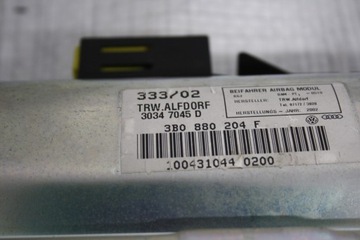 333/02
TRW.ALFDORF
3034 7045 D
BEIFAHRER AIRBAG MODUL
HERSTELLER: TRW Alfdorf
HERSTELLUNGS - JAHR: 2002
3B0 880 204 F
00431044 0200